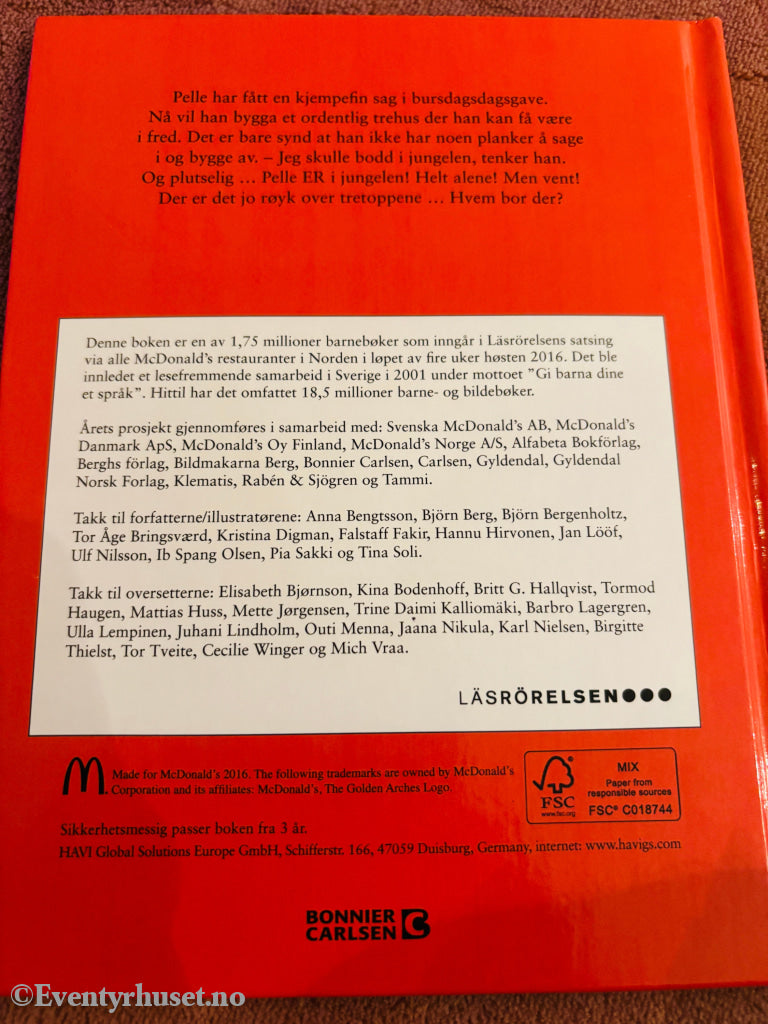 Pelle har fått en kjempefin sag i bursdagsdagsgave.
Nå vil han bygga et ordentlig trehus der han kan få være
i fred. Det er bare synd at han ikke har noen planker å sage
i og bygge av. – Jeg skulle bodd i jungelen, tenker han.
Og plutselig … Pelle ER i jungelen! Helt alene! Men vent!
Der er det jo røyk over tretoppene … Hvem bor der?
Denne boken er en av 1,75 millioner barnebøker som inngår i Läsrörelsens satsing
via alle McDonald’s restauranter i Norden i løpet av fire uker høsten 2016. Det ble
innledet et lesefremmende samarbeid i Sverige i 2001 under mottoet ”Gi barna dine
et språk”. Hittil har det omfattet 18,5 millioner barne- og bildebøker.
Årets prosjekt gjennomføres i samarbeid med: Svenska McDonald’s AB, McDonald’s
Danmark ApS, McDonald’s Oy Finland, McDonald’s Norge A/S, Alfabeta Bokförlag,
Berghs förlag, Bildmakarna Berg, Bonnier Carlsen, Carlsen, Gyldendal, Gyldendal
Norsk Forlag, Klematis, Rabén & Sjögren og Tammi.
Takk til forfatterne/illustratørene: Anna Bengtsson, Björn Berg, Björn Bergenholtz,
Tor Åge Bringsværd, Kristina Digman, Falstaff Fakir, Hannu Hirvonen, Jan Lööf,
Ulf Nilsson, Ib Spang Olsen, Pia Sakki og Tina Soli.
Takk til oversetterne: Elisabeth Bjørnson, Kina Bodenhoff, Britt G. Hallqvist, Tormod
Haugen, Mattias Huss, Mette Jørgensen, Trine Daimi Kalliomäki, Barbro Lagergren,
Ulla Lempinen, Juhani Lindholm, Outi Menna, Jaana Nikula, Karl Nielsen, Birgitte
Thielst, Tor Tveite, Cecilie Winger og Mich Vraa.
LÄSRÖRELSEN
Made for McDonald’s 2016. The following trademarks are owned by McDonald’s
Corporation and its affiliates: McDonald’s, The Golden Arches Logo.
FSC
www.fsc.org
MIX
Paper from
responsible sources
FSC® C018744
Sikkerhetsmessig passer boken fra 3 år.
HAVI Global Solutions Europe GmbH, Schifferstr. 166, 47059 Duisburg, Germany, internet: www.havigs.com
BONNIER
CARLSEN
©Eventyrhuset.no